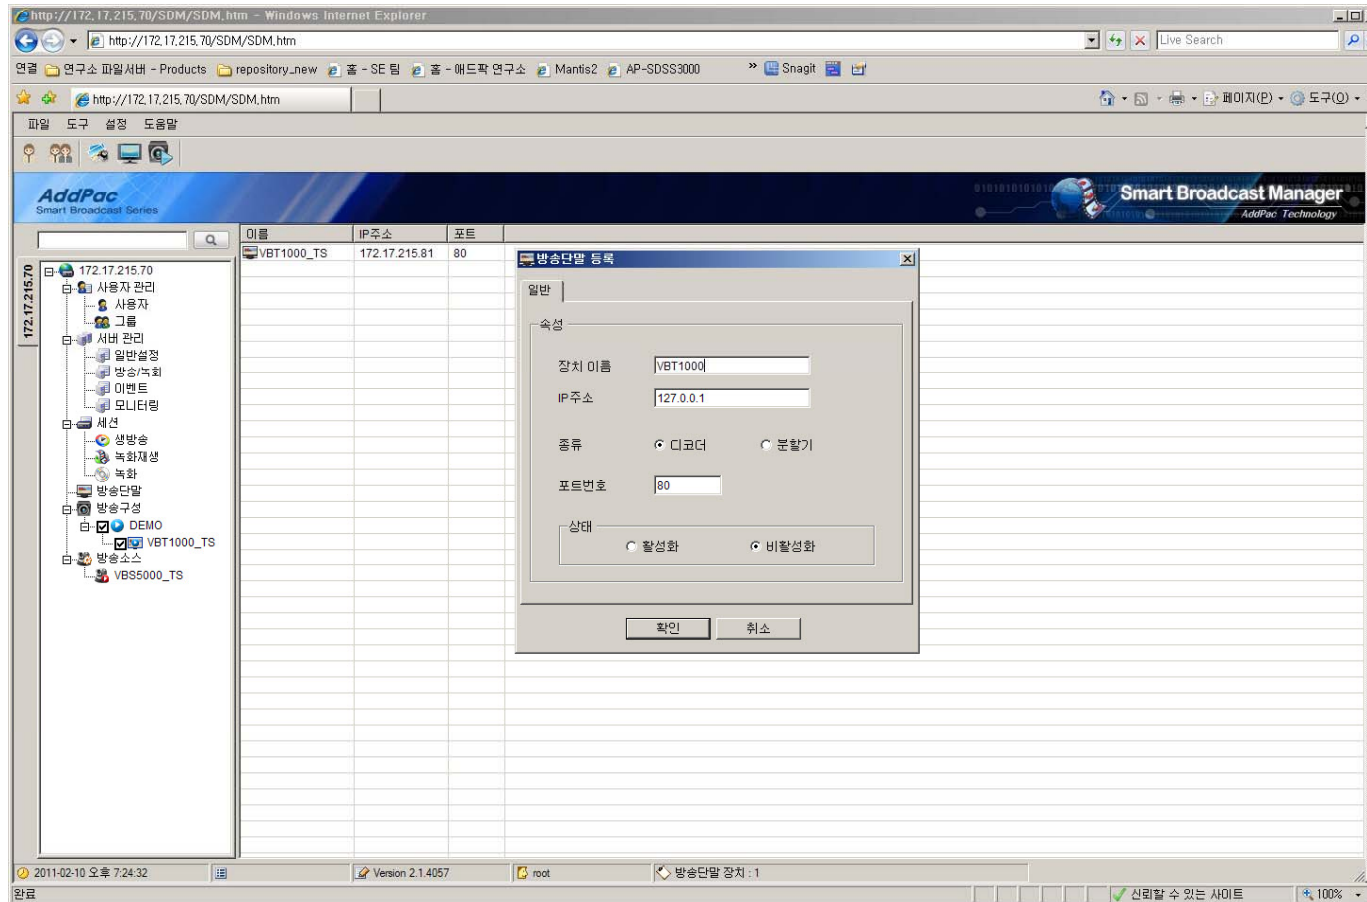 http://172.17.215.70/SDM/SDM.htm - Windows Internet Explorer
http://172.17.215.70/SDM/SDM.htm
Live Search
연결
연구소 파일서버 - Products
repository_new
홈 - SE 팀
홈 - 애드팍 연구소
Mantis2
AP-SDSS3000
»
Snagit
http://172.17.215.70/SDM/SDM.htm
페이지(P)
도구(O)
파일 도구 설정 도움말
AddPac
Smart Broadcast Series
Smart Broadcast Manager
AddPac Technology
이름 IP주소 포트
VBT1000_TS 172.17.215.81 80
172.17.215.70
172.17.215.70
사용자 관리
사용자
그룹
서버 관리
일반설정
방송/녹회
이벤트
모니터링
세션
생방송
녹화재생
녹화
방송단말
방송구성
DEMO
VBT1000_TS
방송소스
VBS5000_TS
방송단말 등록
일반
속성
장치 이름 VBT1000
IP주소 127.0.0.1
종류 디코더 분할기
포트번호 80
상태
활성화 비활성화
확인 취소
2011-02-10 오후 7:24:32
Version 2.1.4057
root
방송단말 장치 : 1
완료
신뢰할 수 있는 사이트
100%